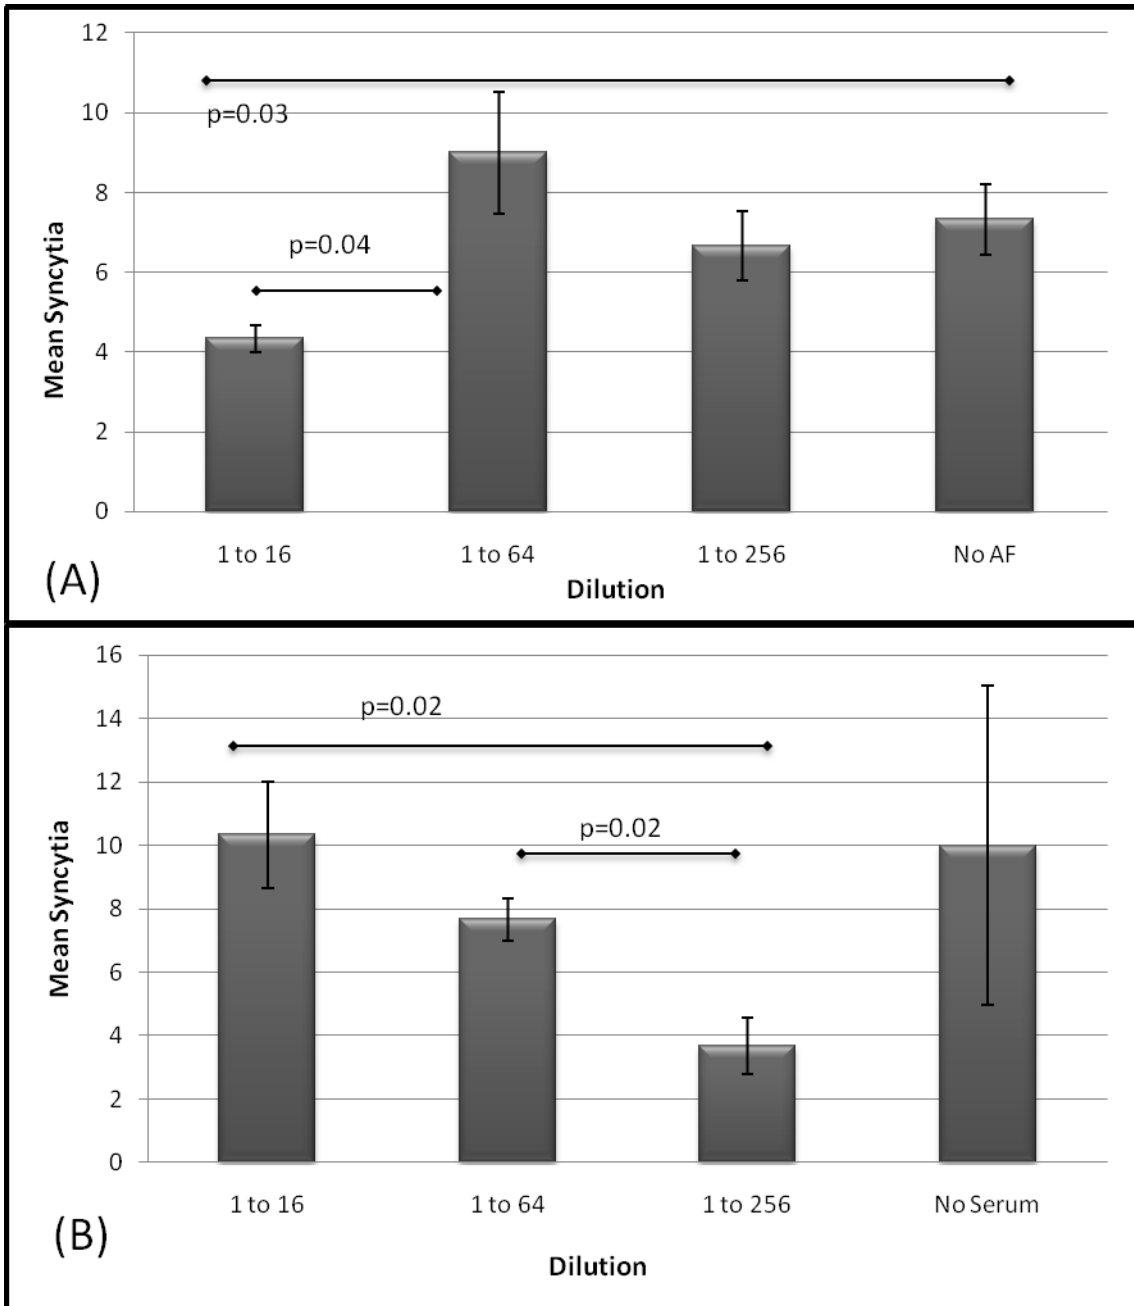 12
p=0.03
10
8
p=0.04
6
4
2
0
Mean Syncytia
1 to 16 1 to 64 1 to 256 No AF
(A)
Dilution
16
p=0.02
14
12
p=0.02
10
8
6
4
2
0
Mean Syncytia
1 to 16 1 to 64 1 to 256 No Serum
(B)
Dilution